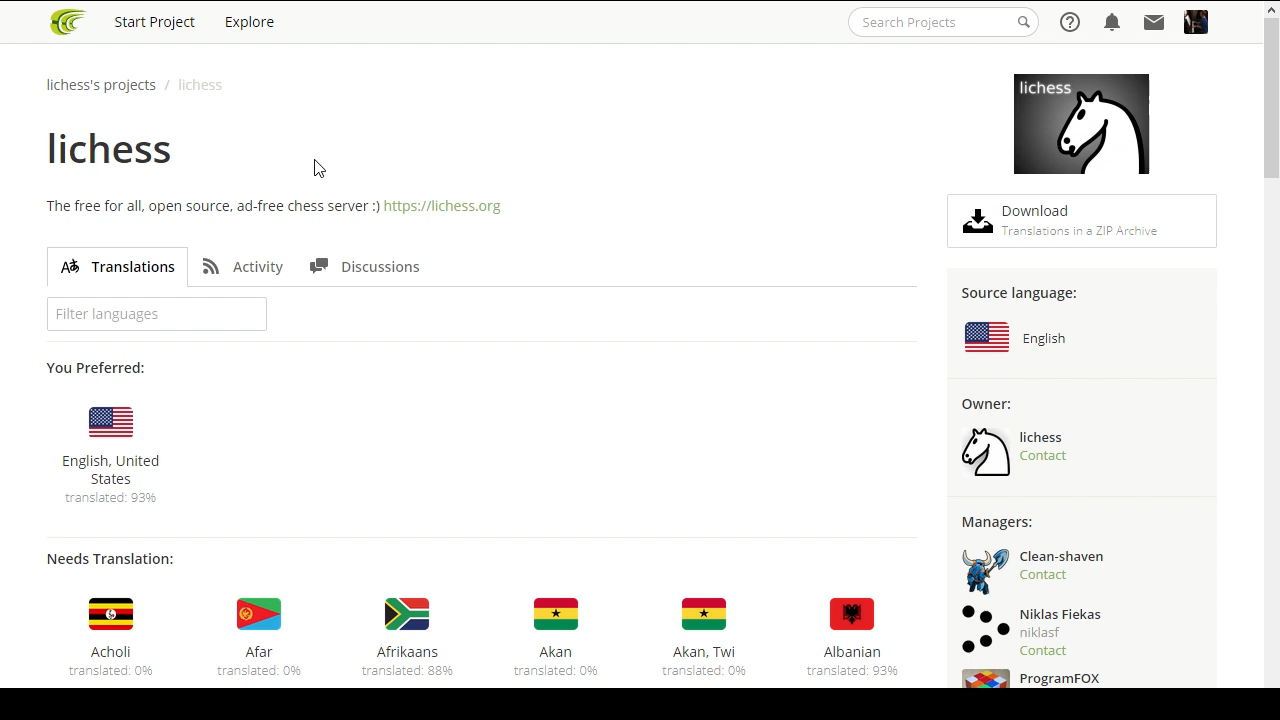 Start Project
Explore
Search Projects
lichess's projects / lichess
lichess
The free for all, open source, ad-free chess server :) https://lichess.org
Translations
Activity
Discussions
Filter languages
You Preferred:
English, United
States
translated: 93%
Needs Translation:
Acholi
translated: 0%
Afar
translated: 0%
Afrikaans
translated: 88%
Akan
translated: 0%
Akan, Twi
translated: 0%
Albanian
translated: 93%
lichess
Download
Translations in a ZIP Archive
Source language:
English
Owner:
lichess
Contact
Managers:
Clean-shaven
Contact
Niklas Fiekas
niklasf
Contact
ProgramFOX